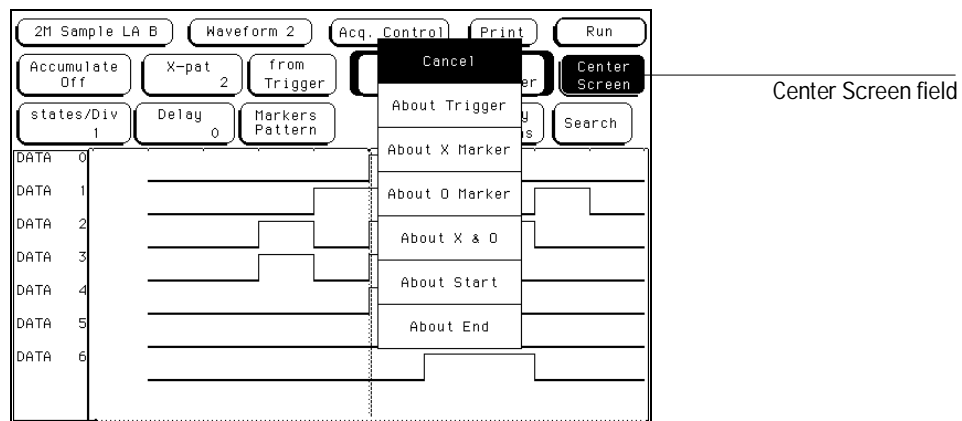 2M Sample LA B Waveform 2 Acq. Control Print Run
Accumulate Off X-pat 2 from Trigger Center Screen
states/Div 1 Delay 0 Markers Pattern Search
Cancel
About Trigger
About X Marker
About O Marker
About X & O
About Start
About End
DATA 0
DATA 1
DATA 2
DATA 3
DATA 4
DATA 5
DATA 6
Center Screen field